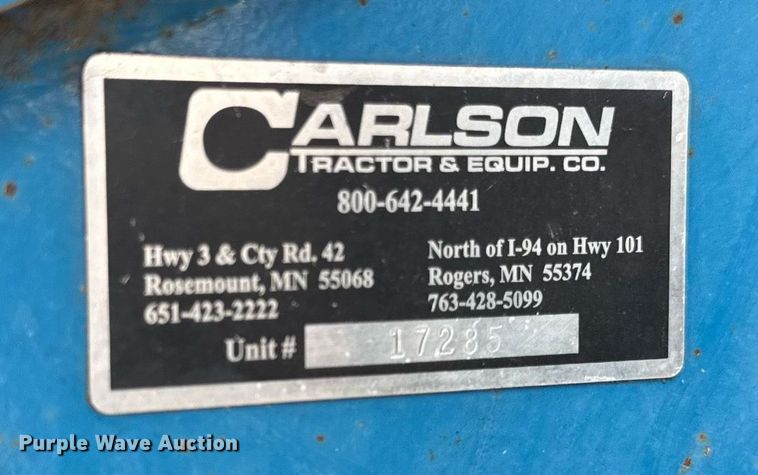 CARLSON
TRACTOR & EQUIP. CO.
800-642-4441
Hwy 3 & Cty Rd. 42
Rosemount, MN 55068
651-423-2222
North of I-94 on Hwy 101
Rogers, MN 55374
763-428-5099
Unit # 17285
Purple Wave Auction